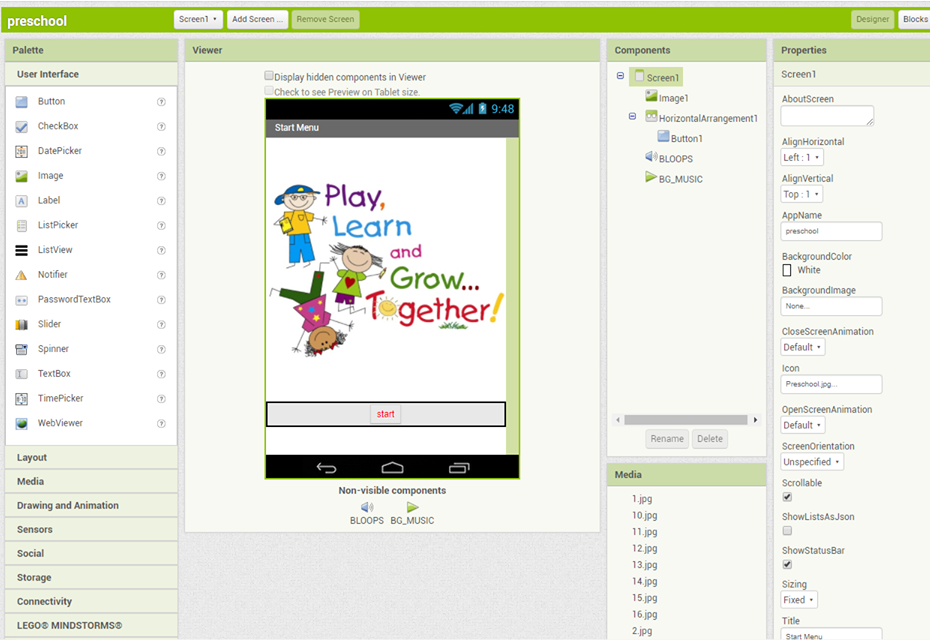 preschool
Screen1
Add Screen ...
Remove Screen
Designer
Blocks
Palette
User Interface
Button
CheckBox
DatePicker
Image
Label
ListPicker
ListView
Notifier
PasswordTextBox
Slider
Spinner
TextBox
TimePicker
WebViewer
Layout
Media
Drawing and Animation
Sensors
Social
Storage
Connectivity
LEGO® MINDSTORMS®
Viewer
Display hidden components in Viewer
Check to see Preview on Tablet size.
9:48
Start Menu
Play,
Learn
and
Grow...
Together!
start
Non-visible components
BLOOPS
BG_MUSIC
Components
Screen1
Image1
HorizontalArrangement1
Button1
BLOOPS
BG_MUSIC
Rename
Delete
Media
1.jpg
10.jpg
11.jpg
12.jpg
13.jpg
14.jpg
15.jpg
16.jpg
2.jpg
Properties
Screen1
AboutScreen
AlignHorizontal
Left : 1
AlignVertical
Top : 1
AppName
preschool
BackgroundColor
White
BackgroundImage
None...
CloseScreenAnimation
Default
Icon
Preschool.jpg...
OpenScreenAnimation
Default
ScreenOrientation
Unspecified
Scrollable
ShowListsAsJson
ShowStatusBar
Sizing
Fixed
Title
Start Menu